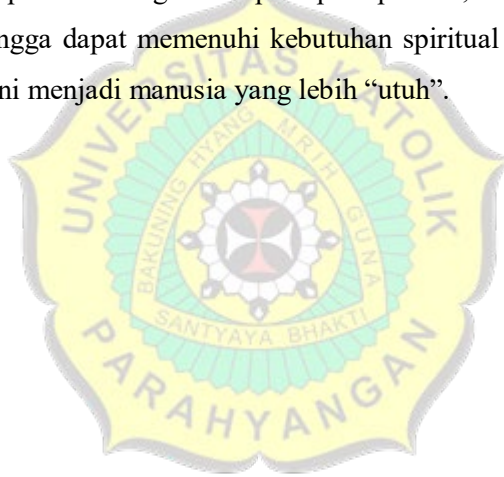 ngga dapat memenuhi kebutuhan spiritual
ni menjadi manusia yang lebih “utuh”.
UNIVERSITAS KATOLIK
PARAHYANGAN
BAKUNING HYANG MRIH GUNA
SANTYAYA BHAKTI